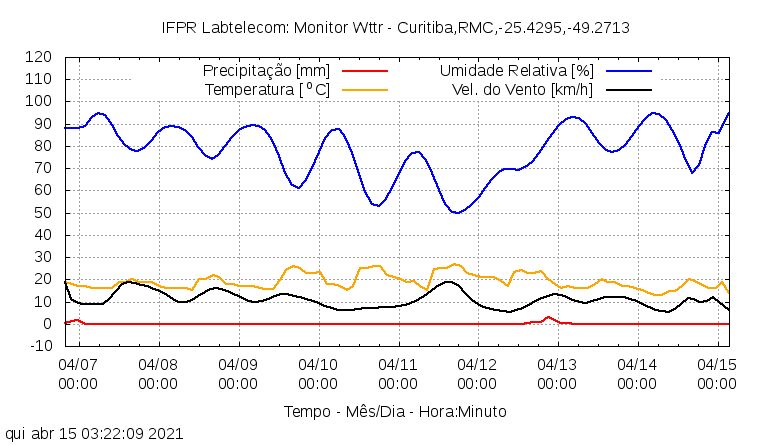 IFPR Labtelecom: Monitor Wttr - Curitiba,RMC,-25.4295,-49.2713
120
110
100
90
80
70
60
50
40
30
20
10
0
-10
Precipitação [mm]
Temperatura [⁰C]
Umidade Relativa [%]
Vel. do Vento [km/h]
04/07 04/08 04/09 04/10 04/11 04/12 04/13 04/14 04/15
00:00 00:00 00:00 00:00 00:00 00:00 00:00 00:00 00:00
Tempo - Mês/Dia - Hora:Minuto
qui abr 15 03:22:09 2021